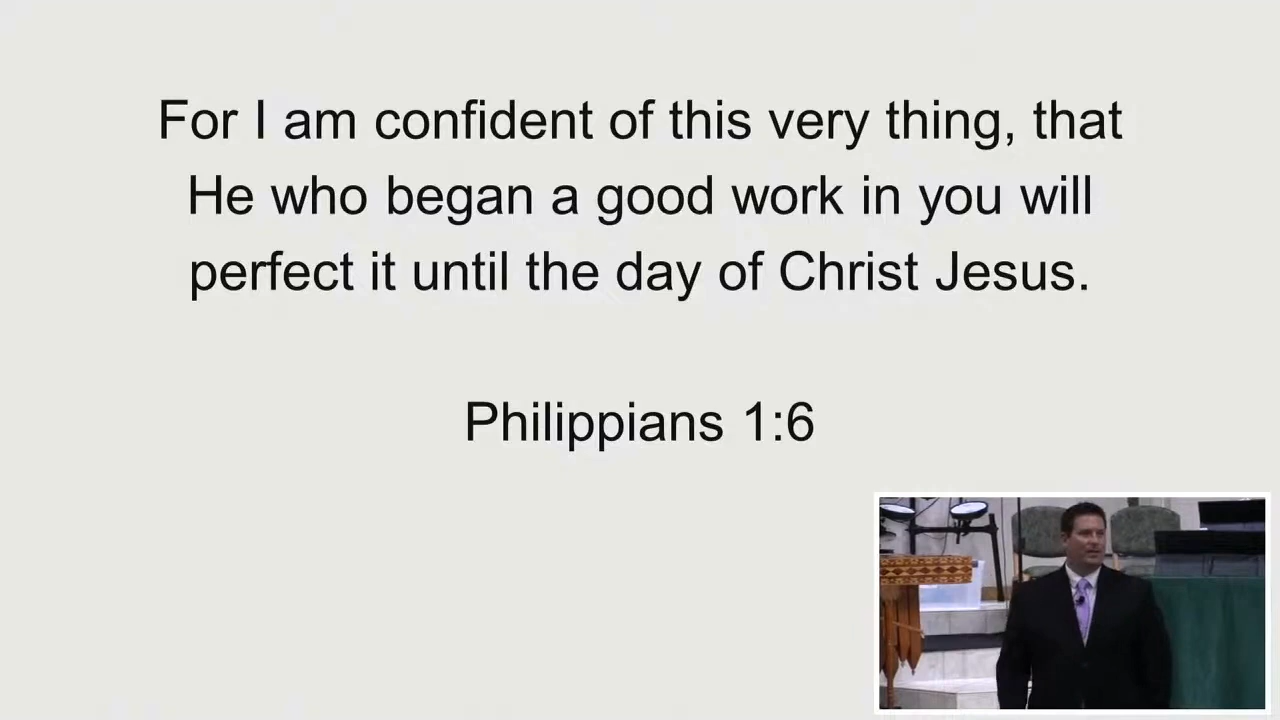 For I am confident of this very thing, that
He who began a good work in you will
perfect it until the day of Christ Jesus.
Philippians 1:6